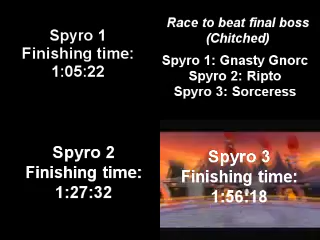 Spyro 1
Finishing time:
1:05:22
Race to beat final boss
(Chitched)
Spyro 1: Gnasty Gnorc
Spyro 2: Ripto
Spyro 3: Sorceress
Spyro 2
Finishing time:
1:27:32
Spyro 3
Finishing time:
1:56:18